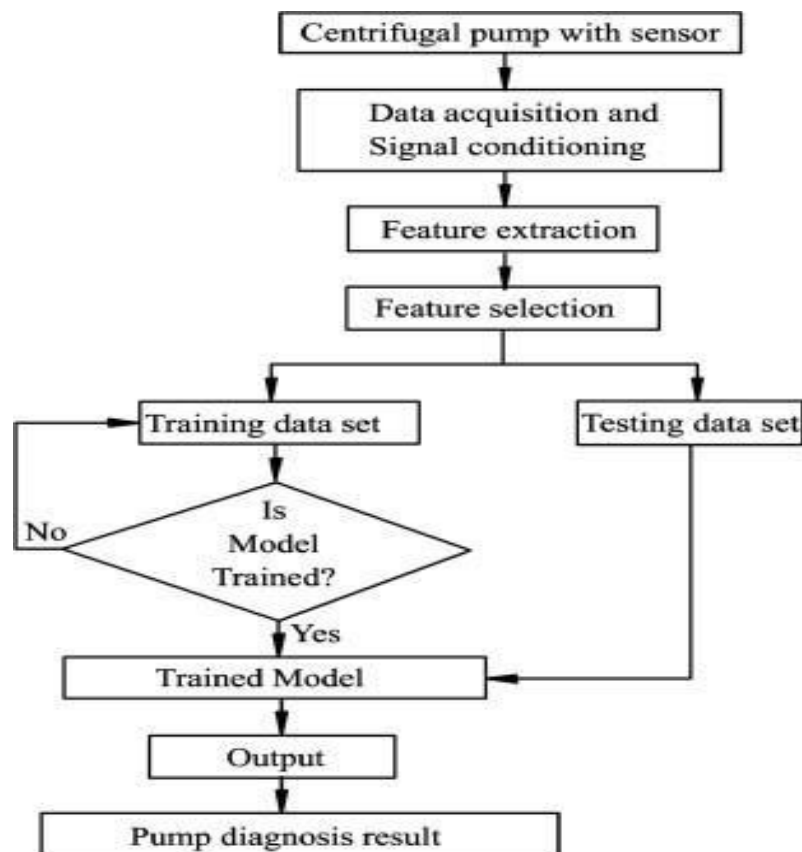 Centrifugal pump with sensor
Data acquisition and
Signal conditioning
Feature extraction
Feature selection
Training data set
Testing data set
Is
Model
Trained?
No
Yes
Trained Model
Output
Pump diagnosis result